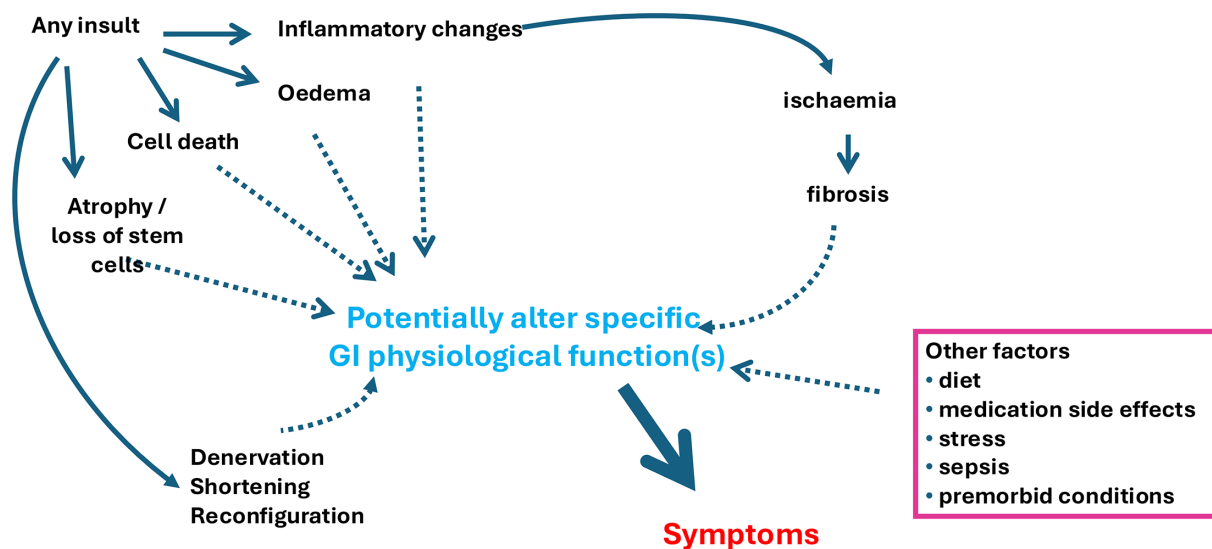 Any insult
Inflammatory changes
Oedema
ischaemia
Cell death
fibrosis
Atrophy /
loss of stem
cells
Potentially alter specific
GI physiological function(s)
Other factors
• diet
• medication side effects
• stress
• sepsis
• premorbid conditions
Denervation
Shortening
Reconfiguration
Symptoms